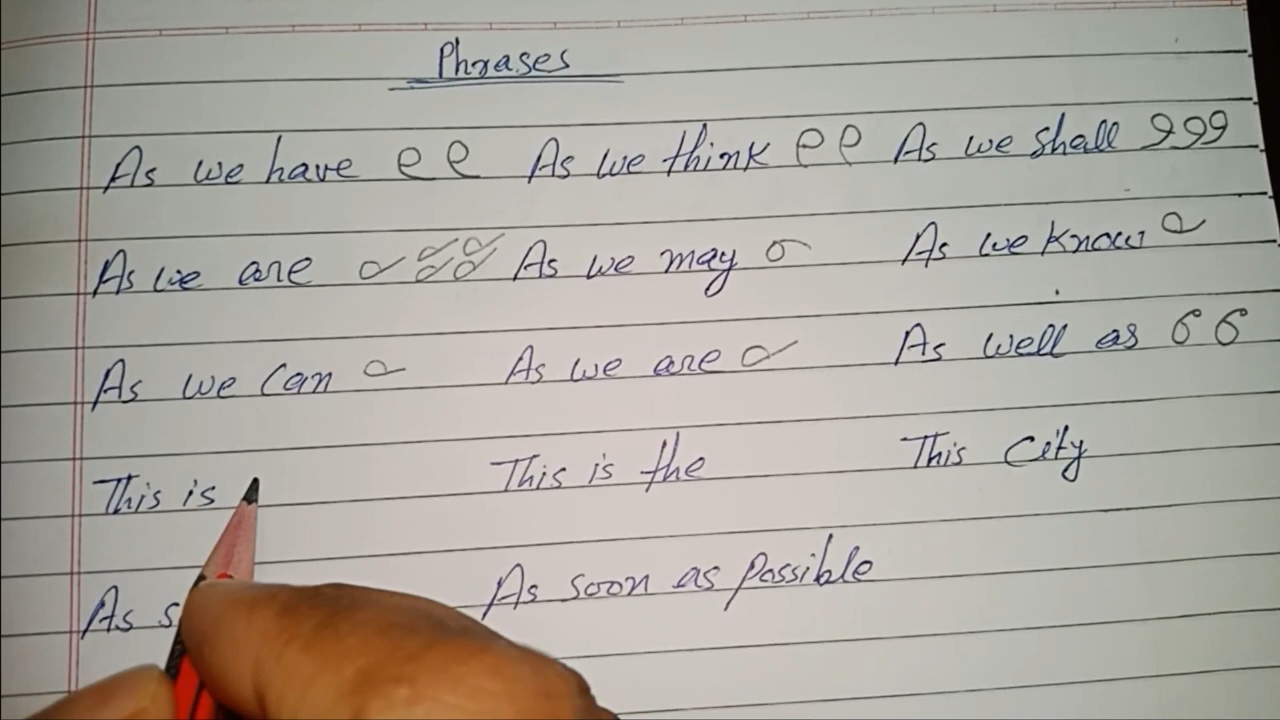 Phrases
As we have As we think As we shall
As we are As we may As we know
As we can As we are As well as
This is This is the This City
As As soon as possible